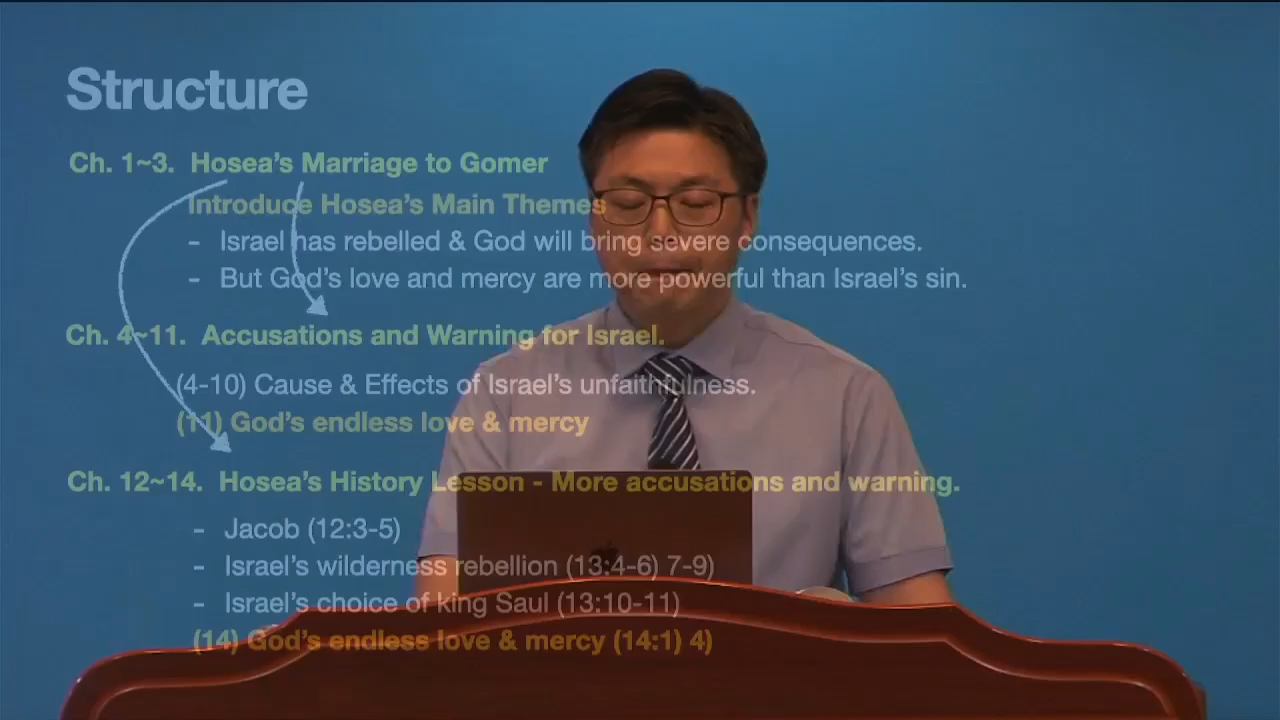 Structure
Ch. 1~3. Hosea's Marriage to Gomer
Introduce Hosea's Main Themes
- Israel has rebelled & God will bring severe consequences.
- But God's love and mercy are more powerful than Israel's sin.
Ch. 4~11. Accusations and Warning for Israel.
(4-10) Cause & Effects of Israel's unfaithfulness.
(11) God's endless love & mercy
Ch. 12~14. Hosea's History Lesson - More accusations and warning.
- Jacob (12:3-5)
- Israel's wilderness rebellion (13:4-6) 7-9)
- Israel's choice of king Saul (13:10-11)
(14) God's endless love & mercy (14:1) 4)